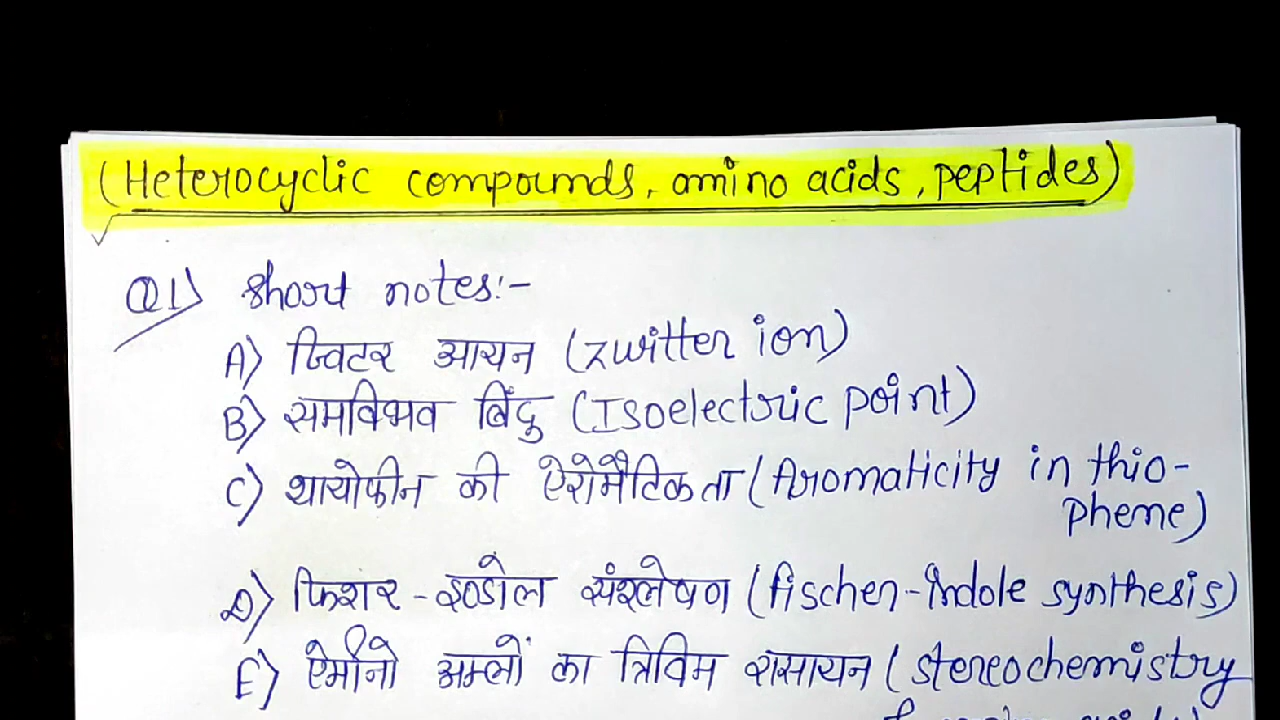 (Heterocyclic compounds, amino acids, peptides)
Q1) Short notes:-
A) ज्विटर आयन (Zwitter ion)
B) समविभव बिंदु (Isoelectric point)
C) थायोफीन की ऐरोमैटिकता (Aromaticity in thio-
phene)
D) फिशर-इण्डोल संश्लेषण (fischer-Indole synthesis)
E) ऐमीनो अम्लों का त्रिविम रासायन (stereochemistry